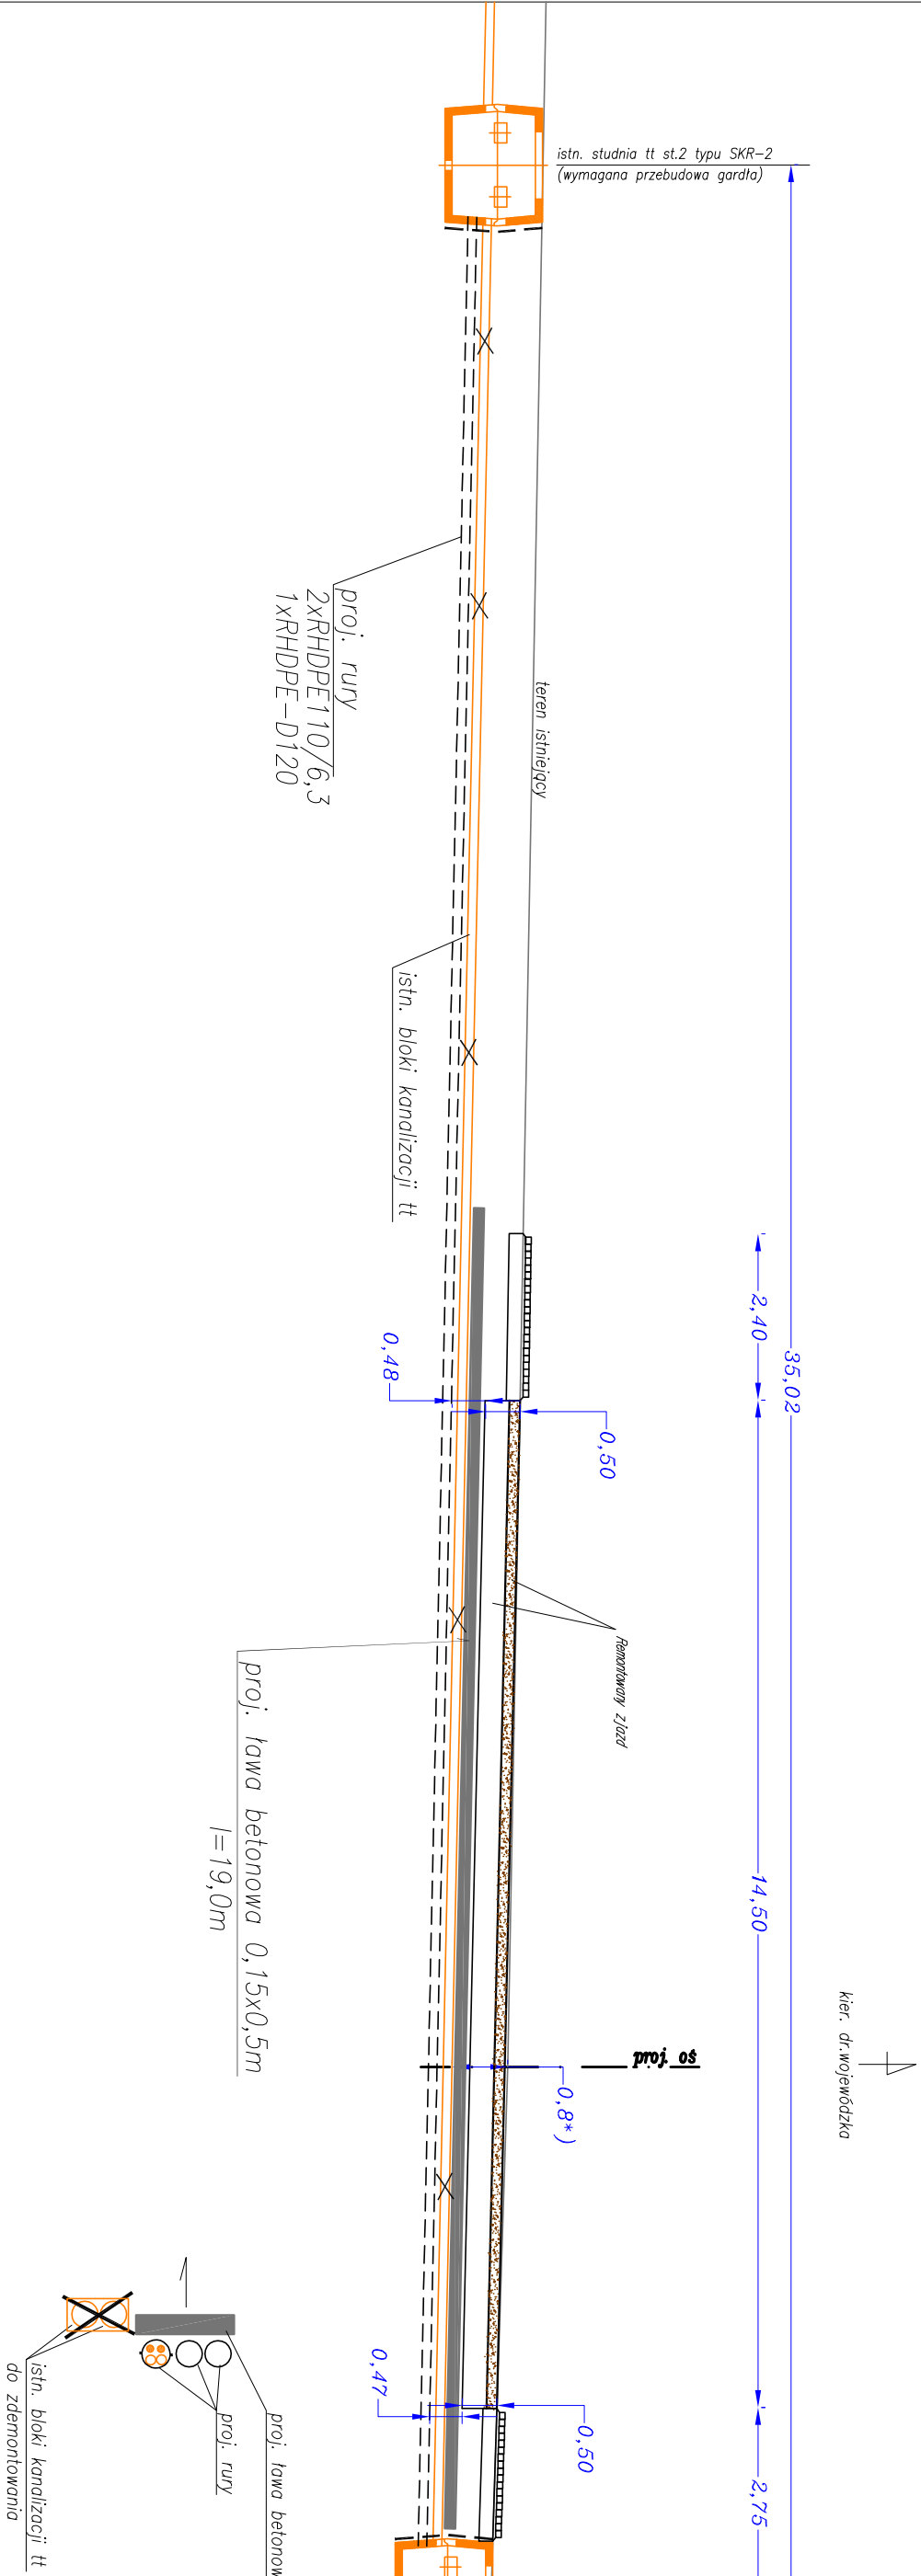 istn. studnia tt st.2 typu SKR-2
(wymagana przebudowa gardła)
proj. rury
2xRHDPE110/6,3
1xRHDPE-D120
teren istniejący
istn. bloki kanalizacji tt
35,02
2,40
14,50
2,75
0,48
0,50
Remontowany zjazd
proj. ława betonowa 0,15x0,5m
l=19,0m
kier. dr.wojewódzka
proj. oś
0,8*)
0,47
0,50
proj. rury
istn. bloki kanalizacji tt
do zdemontowania
proj. ława